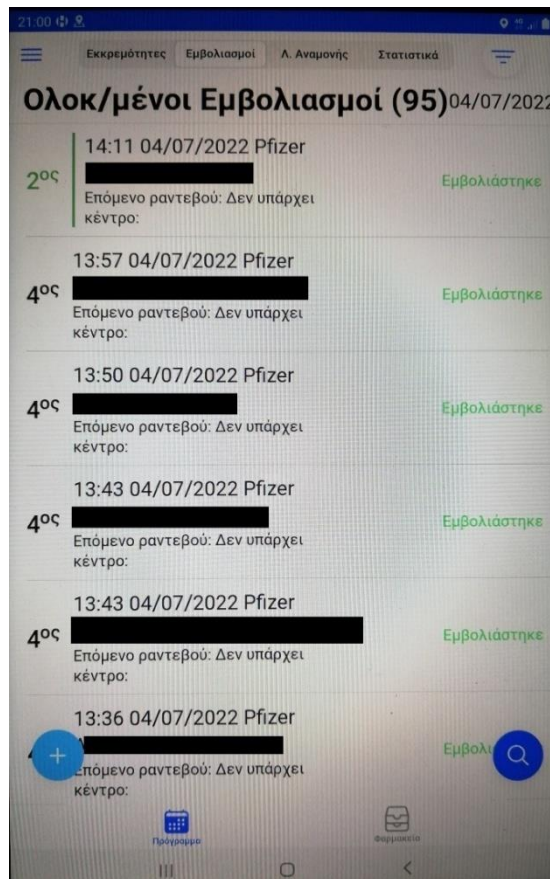 21:00
Εκκρεμότητες Εμβολιασμοί Λ. Αναμονής Στατιστικά
Ολοκ/μένοι Εμβολιασμοί (95) 04/07/2022
14:11 04/07/2022 Pfizer
2ος
Εμβολιάστηκε
Επόμενο ραντεβού: Δεν υπάρχει
κέντρο:
13:57 04/07/2022 Pfizer
4ος
Εμβολιάστηκε
Επόμενο ραντεβού: Δεν υπάρχει
κέντρο:
13:50 04/07/2022 Pfizer
4ος
Εμβολιάστηκε
Επόμενο ραντεβού: Δεν υπάρχει
κέντρο:
13:43 04/07/2022 Pfizer
4ος
Εμβολιάστηκε
Επόμενο ραντεβού: Δεν υπάρχει
κέντρο:
13:43 04/07/2022 Pfizer
4ος
Εμβολιάστηκε
Επόμενο ραντεβού: Δεν υπάρχει
κέντρο:
13:36 04/07/2022 Pfizer
Επόμενο ραντεβού: Δεν υπάρχει
κέντρο:
Πρόγραμμα Φαρμακεία